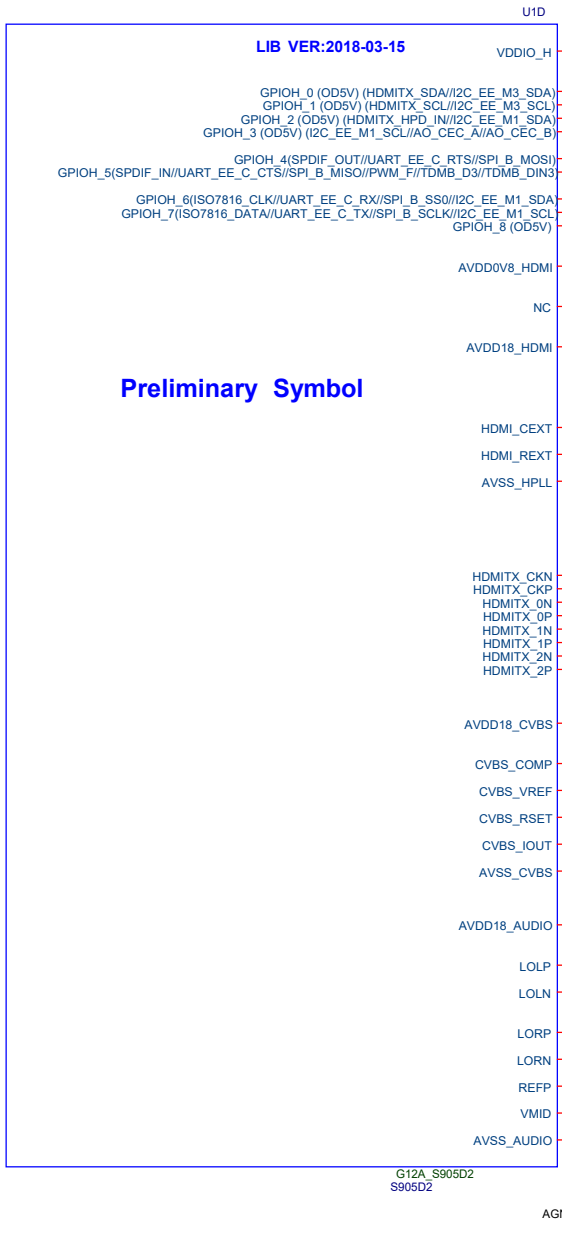 U1D
LIB VER:2018-03-15
VDDIO_H
GPIOH_0 (OD5V) (HDMITX_SDA//I2C_EE_M3_SDA)
GPIOH_1 (OD5V) (HDMITX_SCL//I2C_EE_M3_SCL)
GPIOH_2 (OD5V) (HDMITX_HPD_IN//I2C_EE_M1_SDA)
GPIOH_3 (OD5V) (I2C_EE_M1_SCL//AO_CEC_A//AO_CEC_B)
GPIOH_4(SPDIF_OUT//UART_EE_C_RTS//SPI_B_MOSI)
GPIOH_5(SPDIF_IN//UART_EE_C_CTS//SPI_B_MISO//PWM_F//TDMB_D3//TDMB_DIN3)
GPIOH_6(ISO7816_CLK//UART_EE_C_RX//SPI_B_SS0//I2C_EE_M1_SDA)
GPIOH_7(ISO7816_DATA//UART_EE_C_TX//SPI_B_SCLK//I2C_EE_M1_SCL)
GPIOH_8 (OD5V)
AVDD0V8_HDMI
NC
AVDD18_HDMI
Preliminary Symbol
HDMI_CEXT
HDMI_REXT
AVSS_HPLL
HDMITX_CKN
HDMITX_CKP
HDMITX_0N
HDMITX_0P
HDMITX_1N
HDMITX_1P
HDMITX_2N
HDMITX_2P
AVDD18_CVBS
CVBS_COMP
CVBS_VREF
CVBS_RSET
CVBS_IOUT
AVSS_CVBS
AVDD18_AUDIO
LOLP
LOLN
LORP
LORN
REFP
VMID
AVSS_AUDIO
G12A_S905D2
S905D2